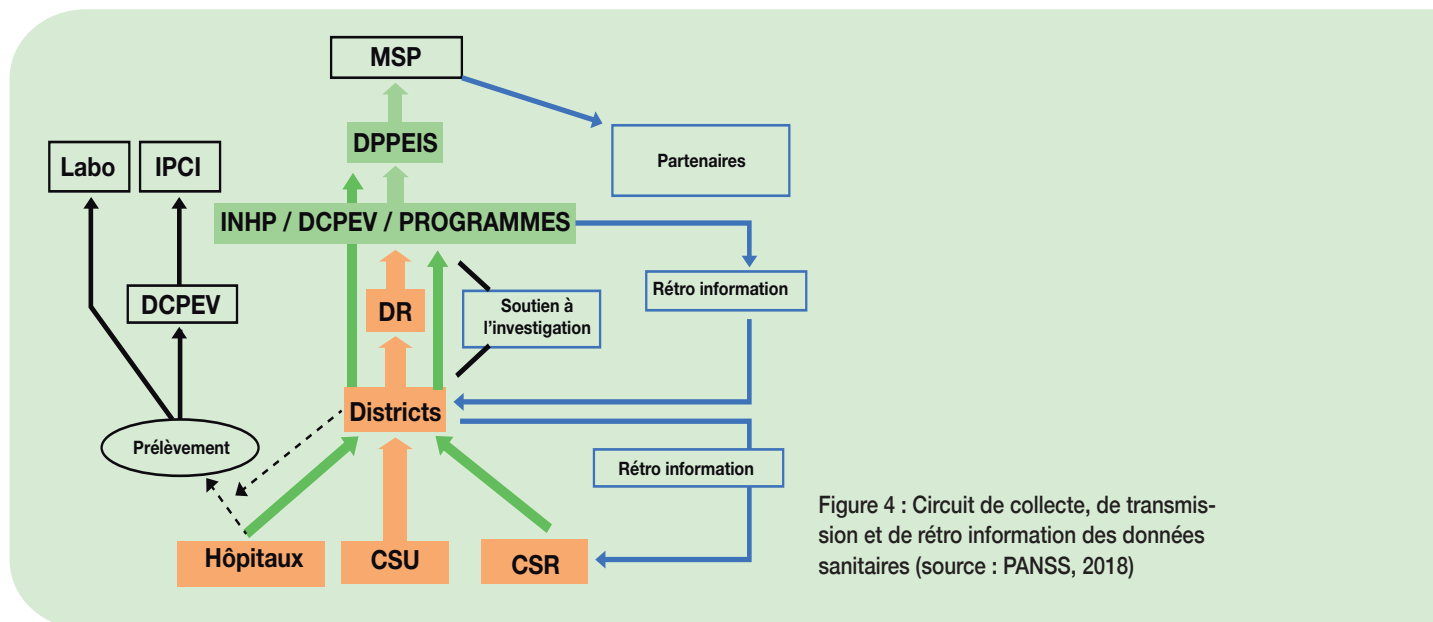 MSP
DPPEIS
Partenaires
Labo
IPCI
INHP / DCPEV / PROGRAMMES
Rétro information
DCPEV
DR
Soutien à
l’investigation
Districts
Prélèvement
Rétro information
Hôpitaux
CSU
CSR
Figure 4 : Circuit de collecte, de transmis-
sion et de rétro information des données
sanitaires (source : PANSS, 2018)